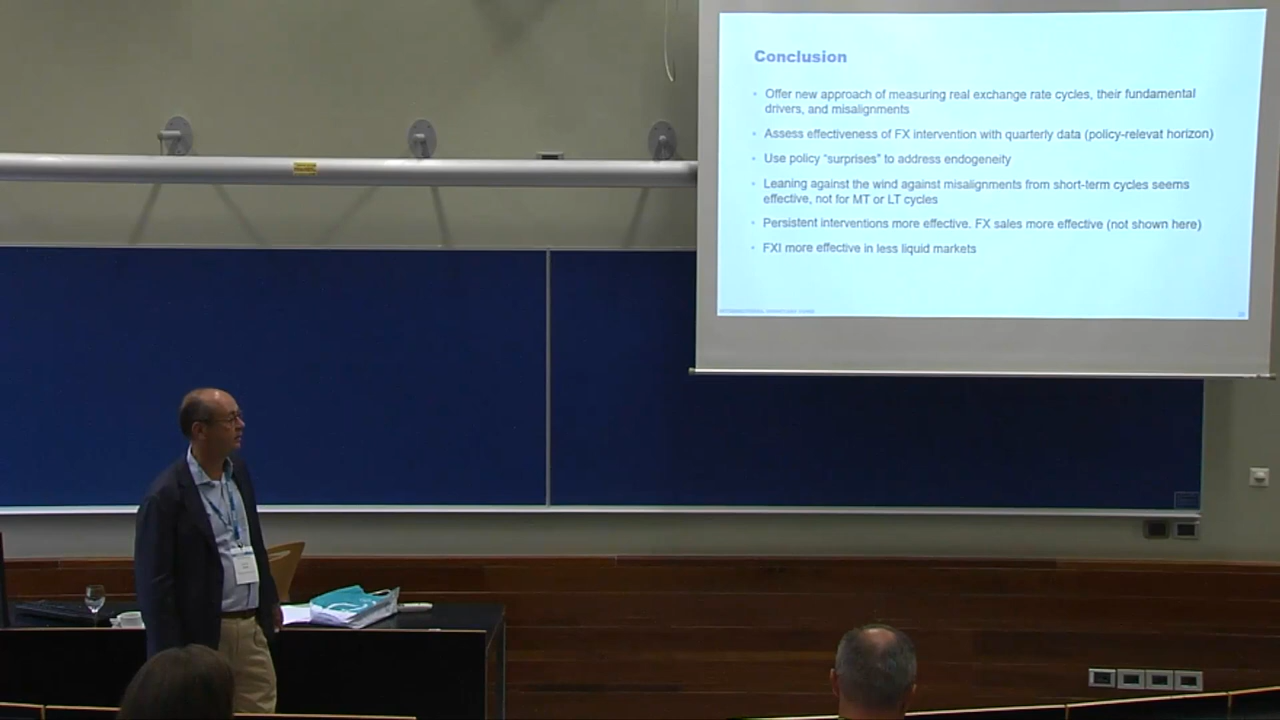 Conclusion
• Offer new approach of measuring real exchange rate cycles, their fundamental
drivers, and misalignments
• Assess effectiveness of FX intervention with quarterly data (policy-relevat horizon)
• Use policy “surprises” to address endogeneity
• Leaning against the wind against misalignments from short-term cycles seems
effective, not for MT or LT cycles
• Persistent interventions more effective. FX sales more effective (not shown here)
• FXI more effective in less liquid markets
INTERNATIONAL MONETARY FUND